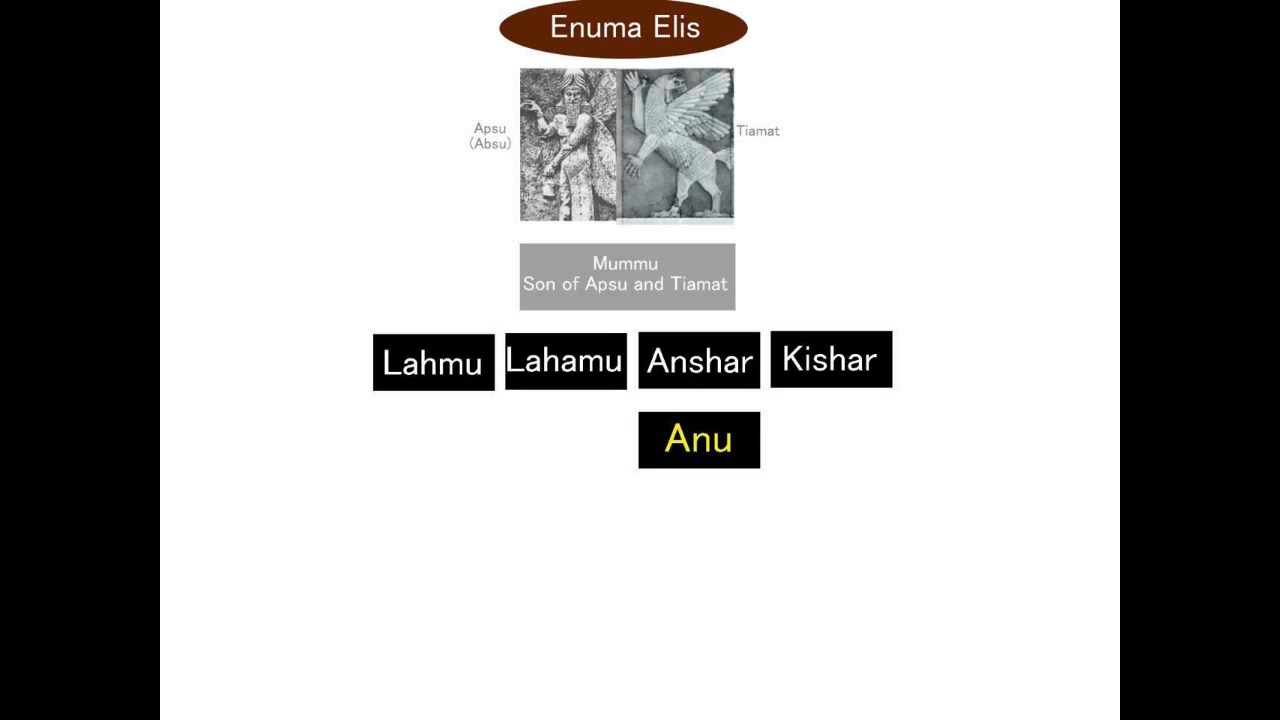 Enuma Elis
Apsu
(Absu)
Tiamat
Mummu
Son of Apsu and Tiamat
Lahmu
Lahamu
Anshar
Kishar
Anu